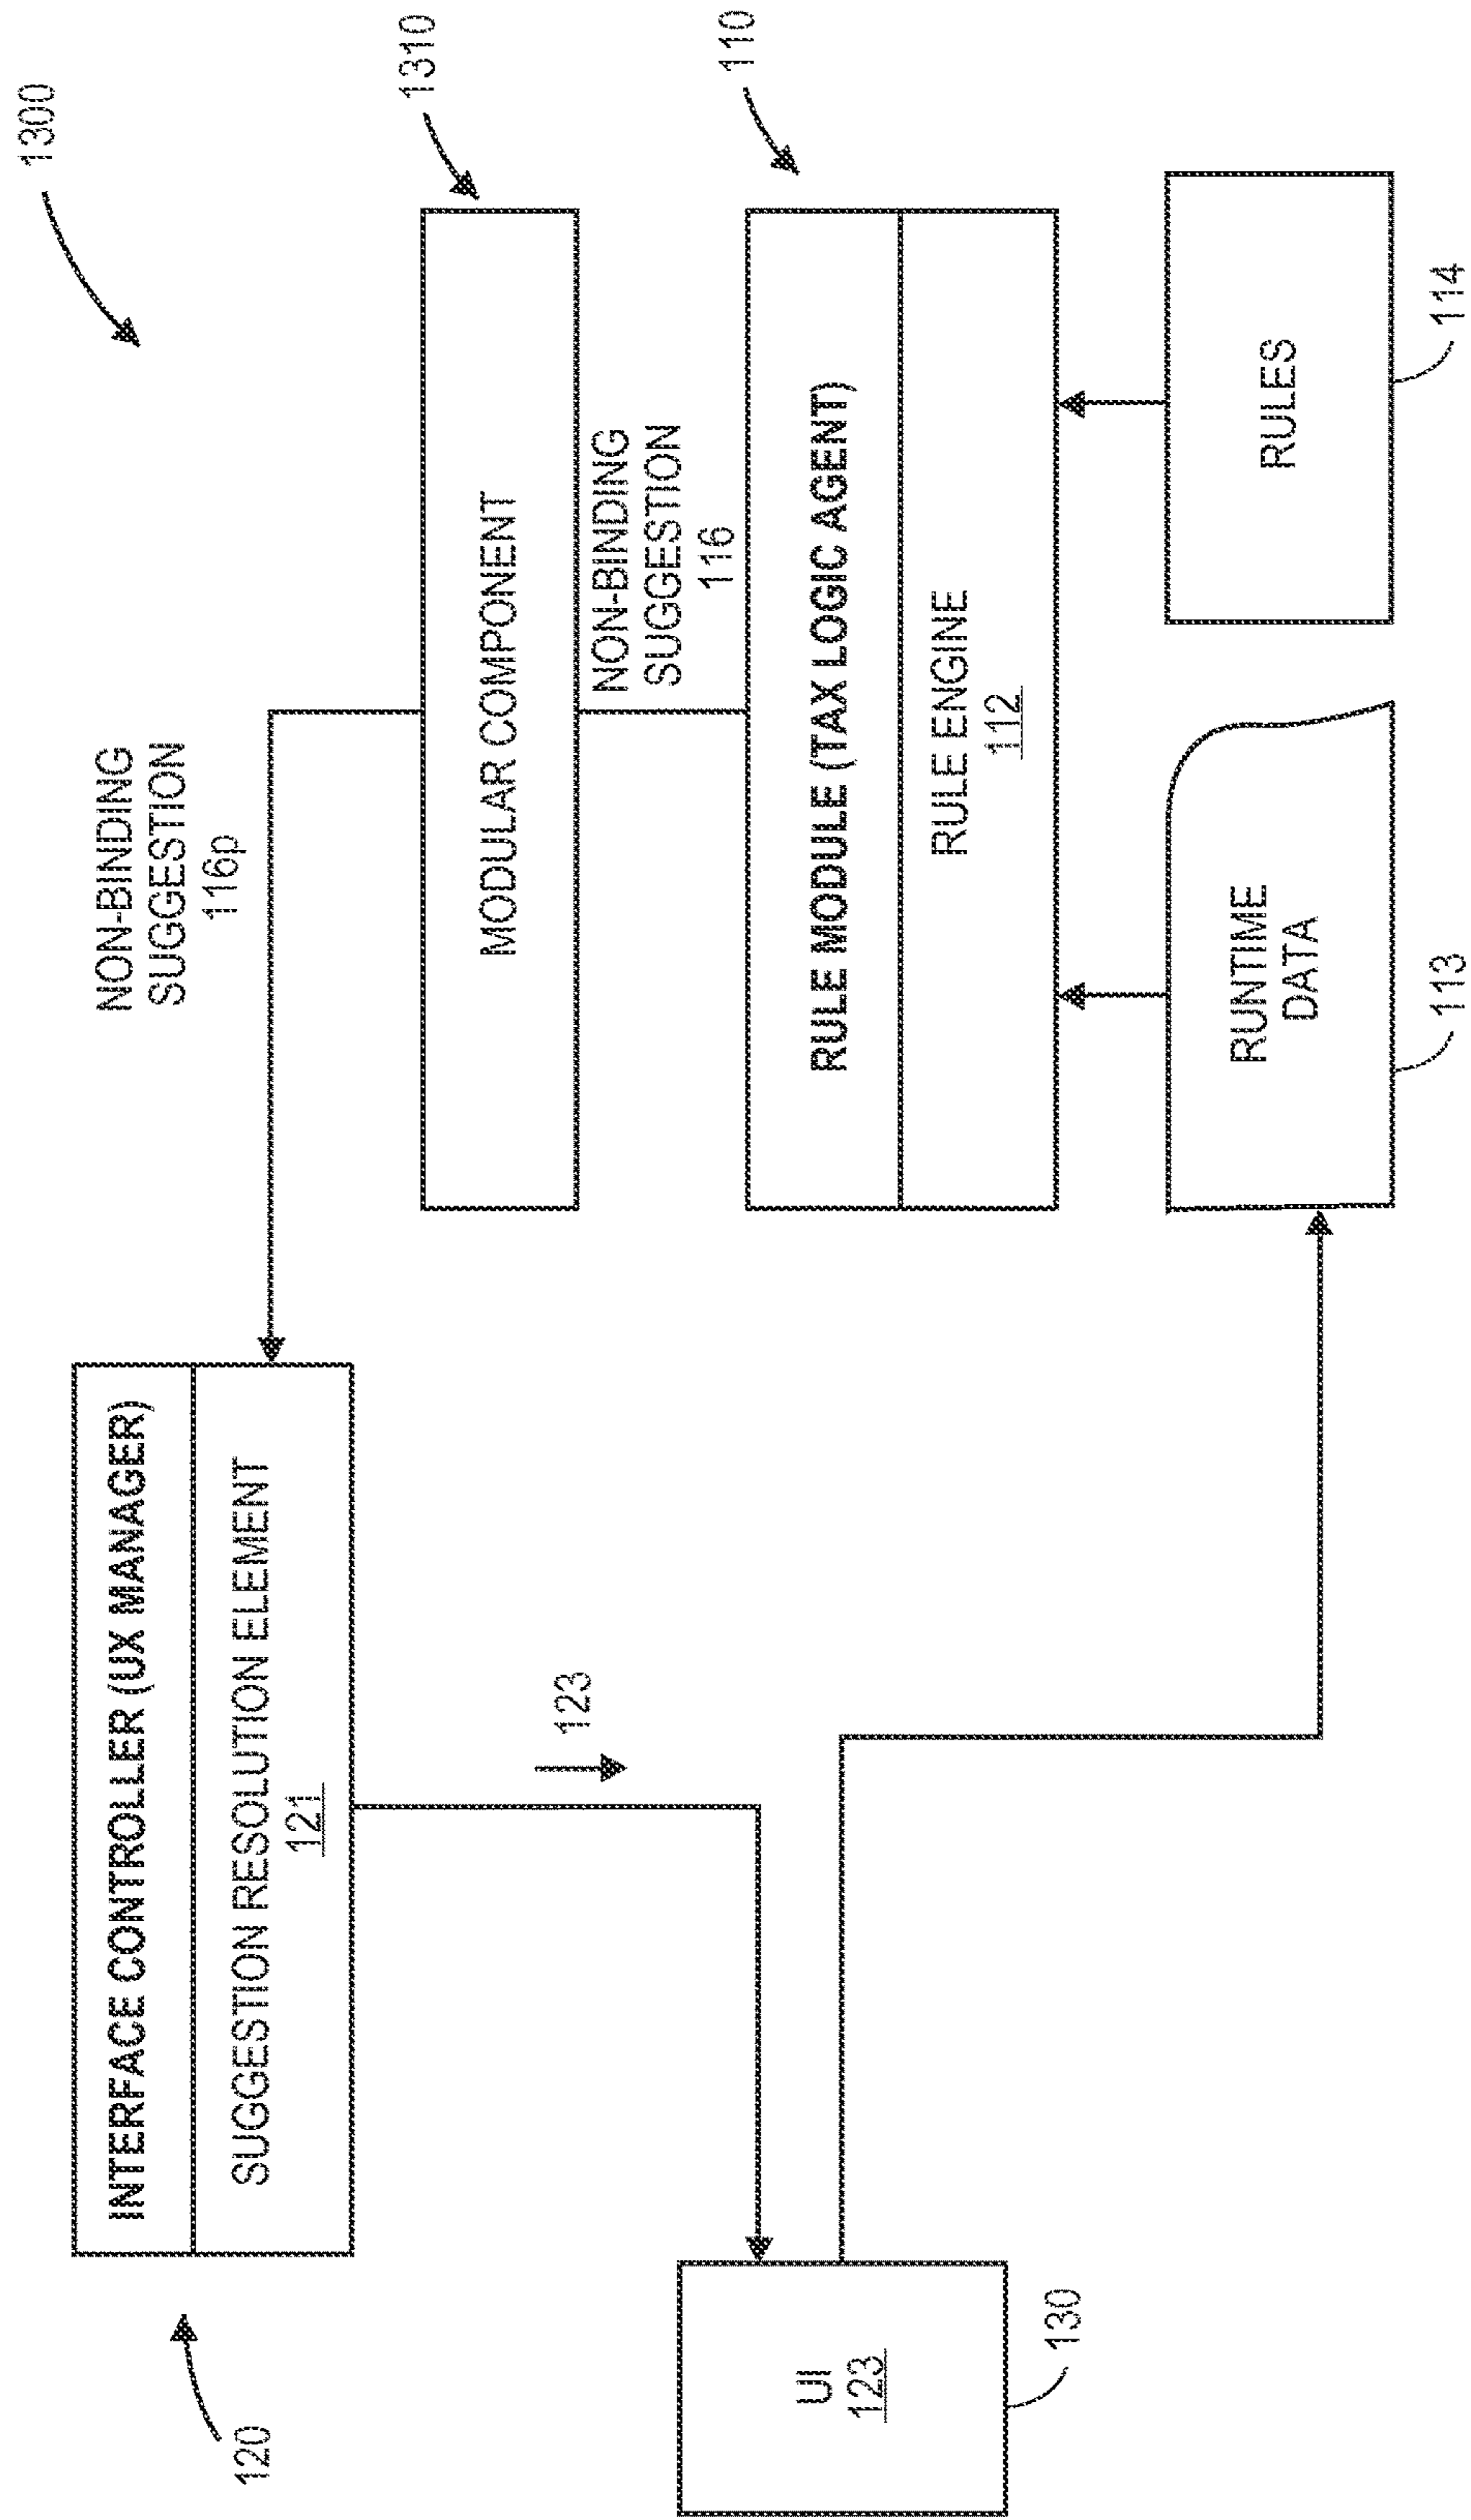 1300
NON-BINDING
SUGGESTION
116p
1310
INTERFACE CONTROLLER (UX MANAGER)
SUGGESTION RESOLUTION ELEMENT
121
120
MODULAR COMPONENT
NON-BINDING
SUGGESTION
116
110
123
RULE MODULE (TAX LOGIC AGENT)
RULE ENGINE
112
UI
123
130
RUNTIME
DATA
113
RULES
114